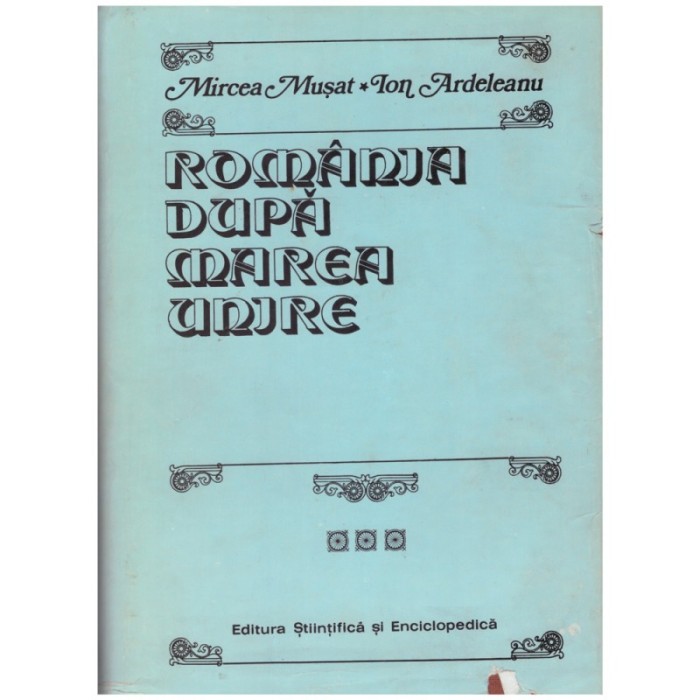 Mircea Mușat * Ion Ardeleanu
ROMÂNIA
DUPĂ
MAREA
UNIRE
Editura Științifică și Enciclopedică